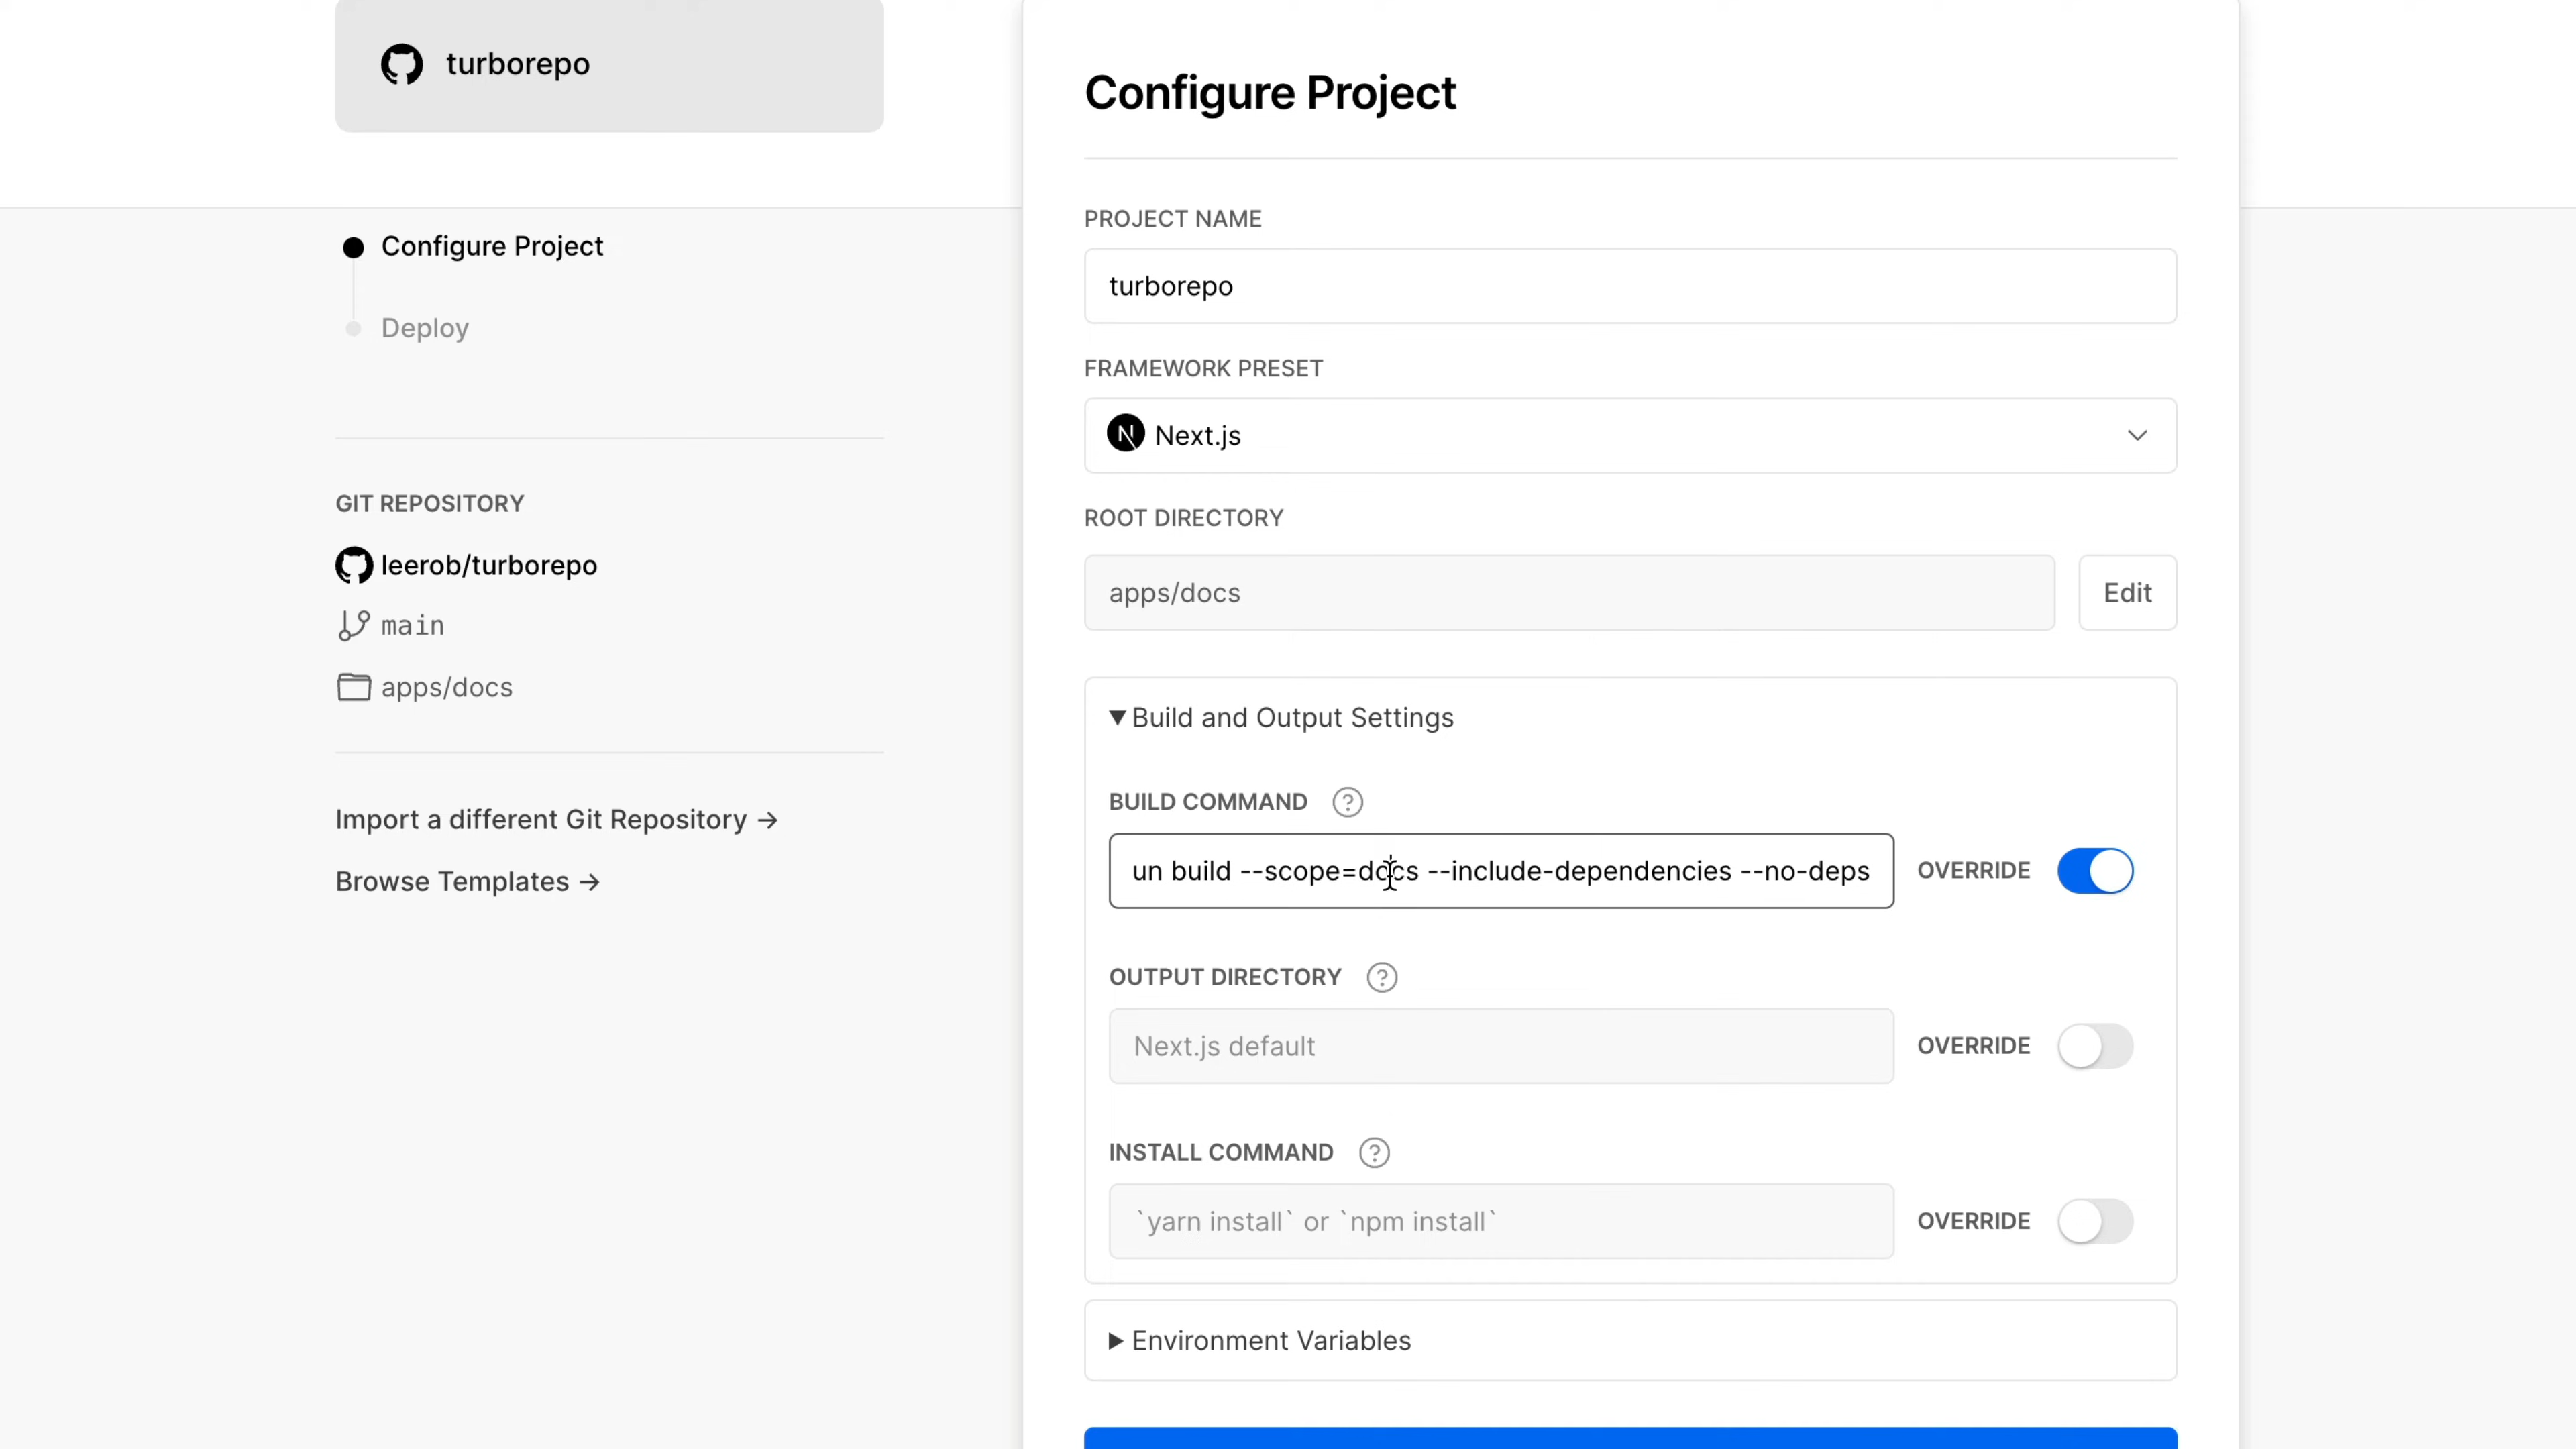 turborepo
Configure Project
Deploy
GIT REPOSITORY
leerob/turborepo
main
apps/docs
Import a different Git Repository →
Browse Templates →
Configure Project
PROJECT NAME
turborepo
FRAMEWORK PRESET
N Next.js
ROOT DIRECTORY
apps/docs
Edit
Build and Output Settings
BUILD COMMAND ?
un build --scope=docs --include-dependencies --no-deps
OVERRIDE
OUTPUT DIRECTORY ?
Next.js default
OVERRIDE
INSTALL COMMAND ?
`yarn install` or `npm install`
OVERRIDE
Environment Variables